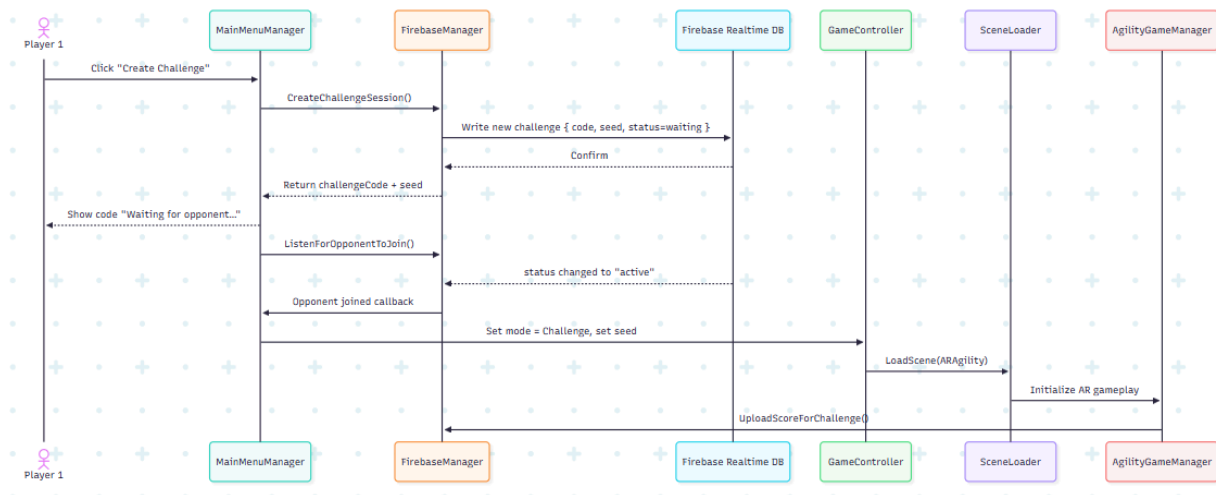 Player 1
MainMenuManager
FirebaseManager
Firebase Realtime DB
GameController
SceneLoader
AgilityGameManager
Click "Create Challenge"
CreateChallengeSession()
Write new challenge { code, seed, status=waiting }
Confirm
Return challengeCode + seed
Show code "Waiting for opponent..."
ListenForOpponentToJoin()
status changed to "active"
Opponent joined callback
Set mode = Challenge, set seed
LoadScene(ARAgility)
Initialize AR gameplay
UploadScoreForChallenge()
Player 1
MainMenuManager
FirebaseManager
Firebase Realtime DB
GameController
SceneLoader
AgilityGameManager